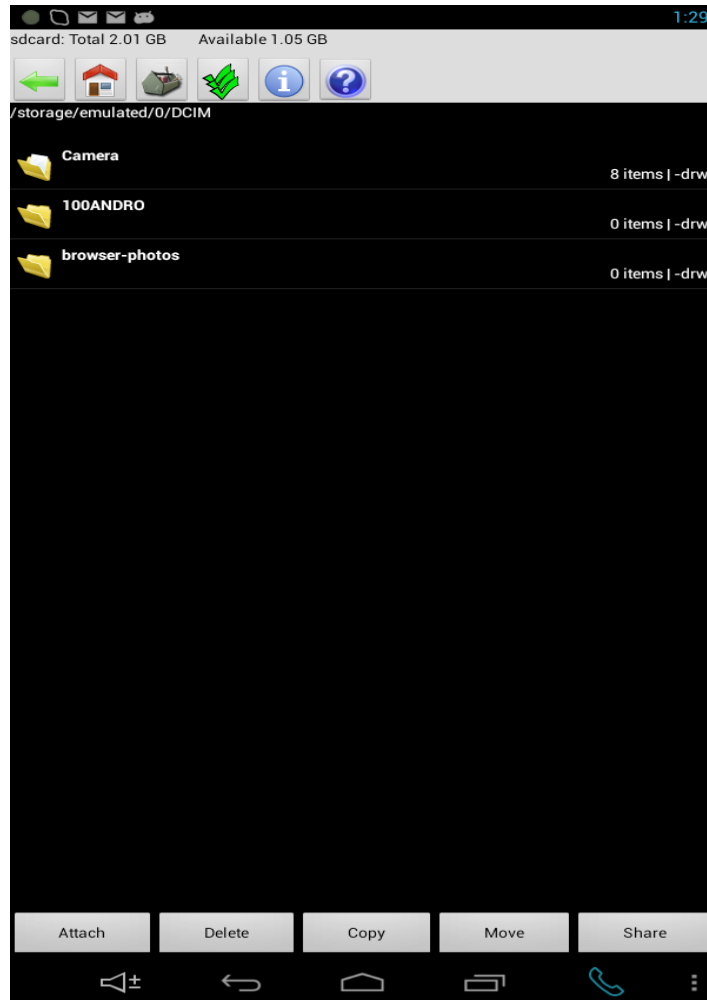 1:29
sdcard: Total 2.01 GB Available 1.05 GB
/storage/emulated/0/DCIM
Camera
8 items | -drw
100ANDRO
0 items | -drw
browser-photos
0 items | -drw
Attach Delete Copy Move Share